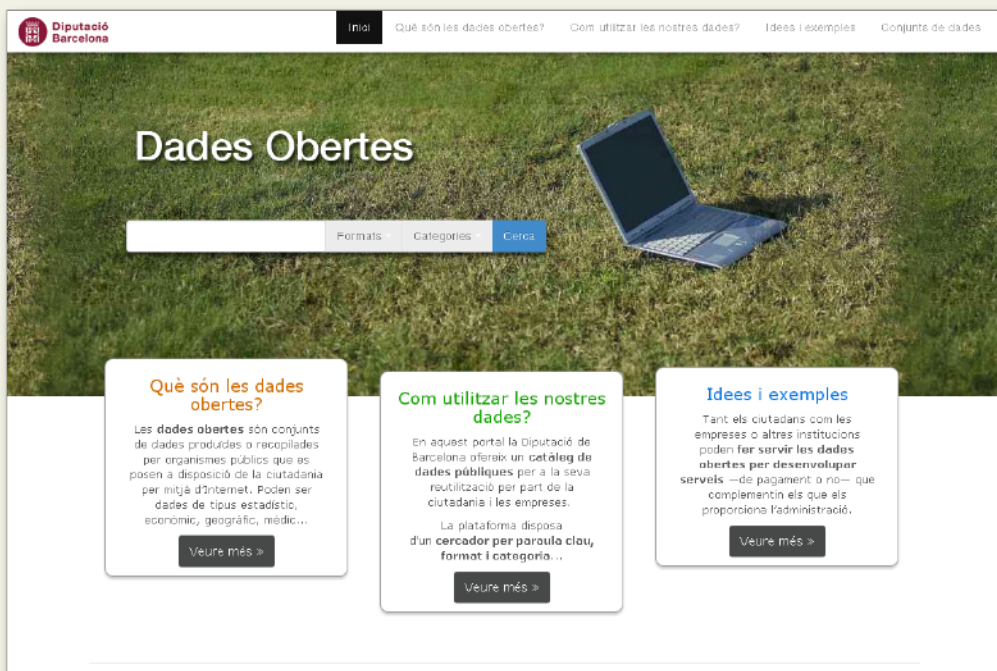 Diputació
Barcelona
Inici
Què són les dades obertes?
Com utilitzar les nostres dades?
Idees i exemples
Conjunts de dades
Dades Obertes
Formats
Categories
Cerca
Què són les dades
obertes?
Les dades obertes són conjunts
de dades produïdes o recopilades
per organismes públics que es
posen a disposició de la ciutadania
per mitjà d'Internet. Poden ser
dades de tipus estadístic,
econòmic, geogràfic, mèdic...
Veure més »
Com utilitzar les nostres
dades?
En aquest portal la Diputació de
Barcelona ofereix un catàleg de
dades públiques per a la seva
reutilització per part de la
ciutadania i les empreses.
La plataforma disposa
d'un cercador per paraula clau,
format i categoria...
Veure més »
Idees i exemples
Tant els ciutadans com les
empreses o altres institucions
poden fer servir les dades
obertes per desenvolupar
serveis —de pagament o no— que
complementin els que els
proporciona l'administració.
Veure més »